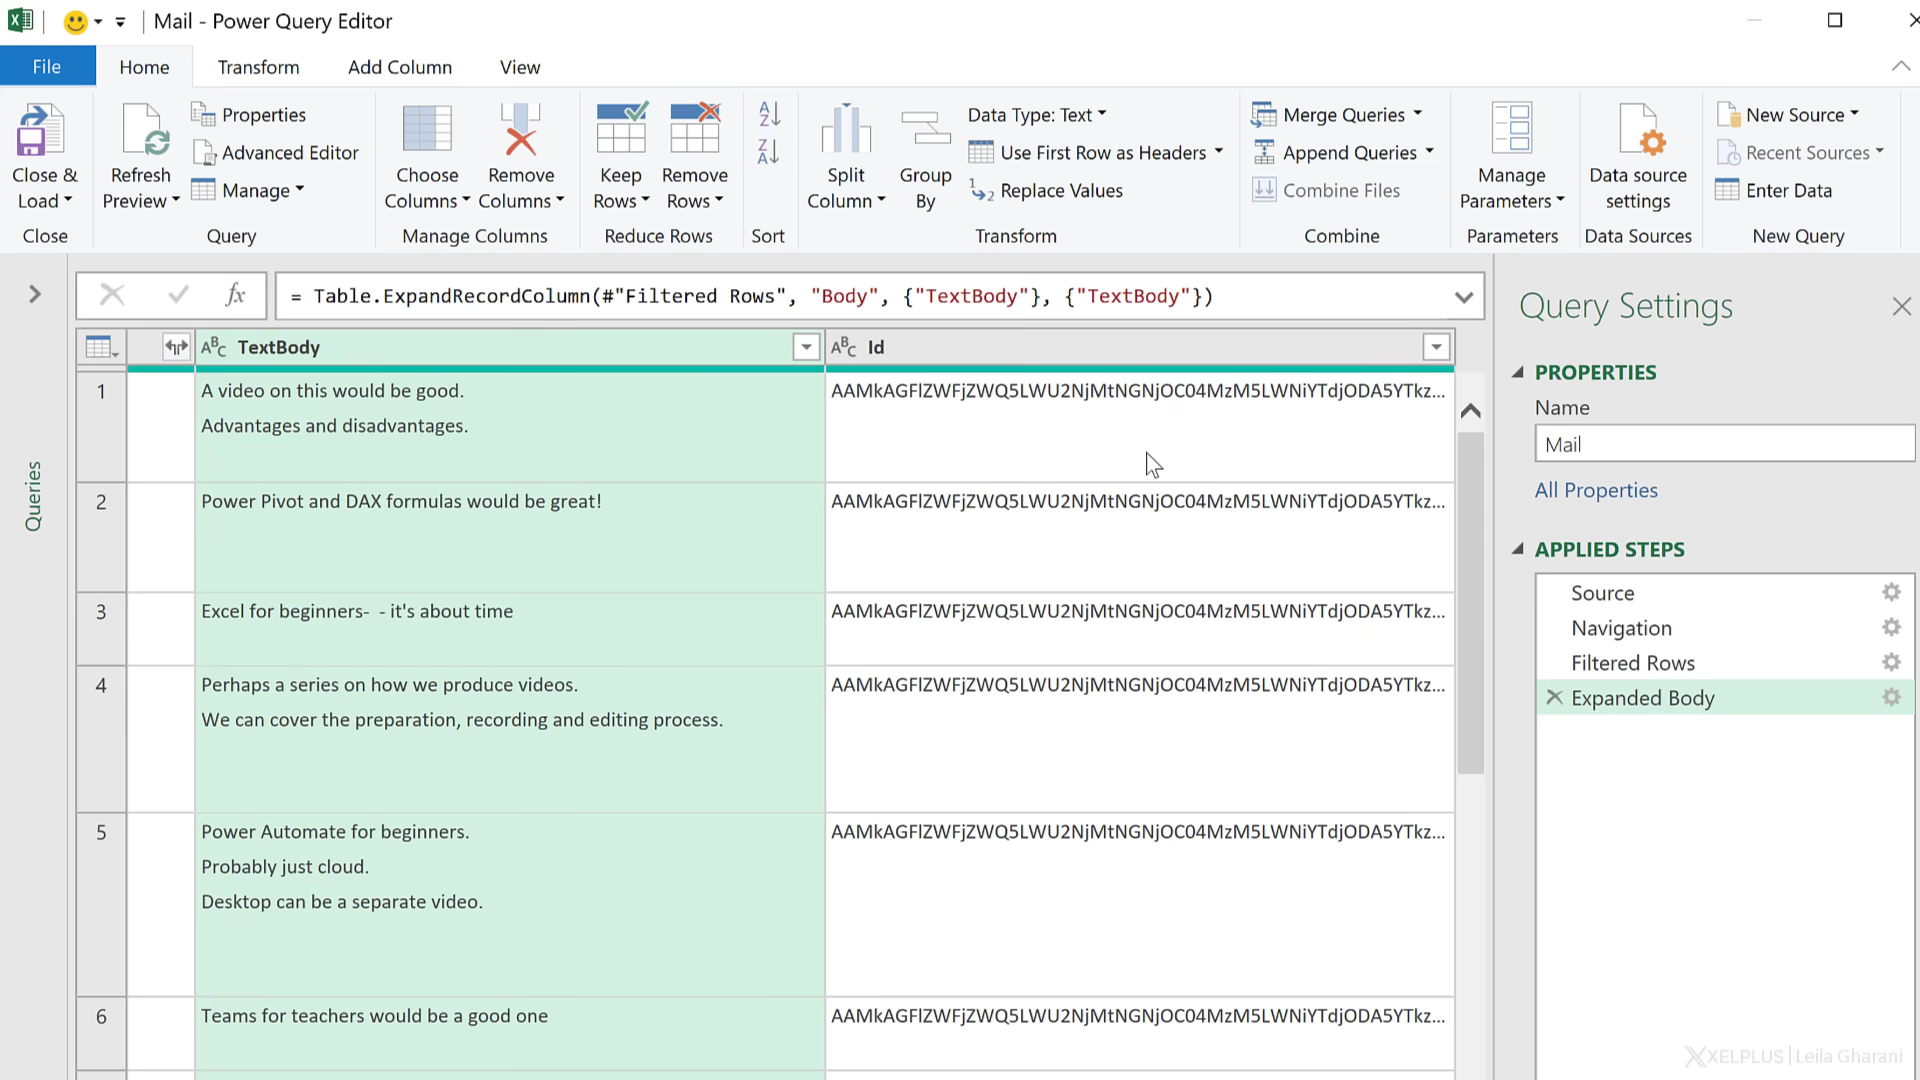 Mail - Power Query Editor
File Home Transform Add Column View
Close & Load
Close
Refresh Preview
Properties
Advanced Editor
Manage
Query
Choose Columns
Remove Columns
Manage Columns
Keep Rows
Remove Rows
Reduce Rows
A Z
Z A
Sort
Split Column
Group By
Data Type: Text
Use First Row as Headers
1 2 Replace Values
Transform
Merge Queries
Append Queries
Combine Files
Combine
Manage Parameters
Parameters
Data source settings
Data Sources
New Source
Recent Sources
Enter Data
New Query
fx = Table.ExpandRecordColumn(#"Filtered Rows", "Body", {"TextBody"}, {"TextBody"})
Queries
ABC TextBody ABC Id
1 A video on this would be good. AAMkAGFlZWFjZWQ5LWU2NjMtNGNjOC04MzM5LWNiYTdjODA5YTkz...
Advantages and disadvantages.
2 Power Pivot and DAX formulas would be great! AAMkAGFlZWFjZWQ5LWU2NjMtNGNjOC04MzM5LWNiYTdjODA5YTkz...
3 Excel for beginners-  - it's about time AAMkAGFlZWFjZWQ5LWU2NjMtNGNjOC04MzM5LWNiYTdjODA5YTkz...
4 Perhaps a series on how we produce videos. AAMkAGFlZWFjZWQ5LWU2NjMtNGNjOC04MzM5LWNiYTdjODA5YTkz...
We can cover the preparation, recording and editing process.
5 Power Automate for beginners. AAMkAGFlZWFjZWQ5LWU2NjMtNGNjOC04MzM5LWNiYTdjODA5YTkz...
Probably just cloud.
Desktop can be a separate video.
6 Teams for teachers would be a good one AAMkAGFlZWFjZWQ5LWU2NjMtNGNjOC04MzM5LWNiYTdjODA5YTkz...
Query Settings
PROPERTIES
Name
Mail
All Properties
APPLIED STEPS
Source
Navigation
Filtered Rows
Expanded Body
XELPLUS | Leila Gharani